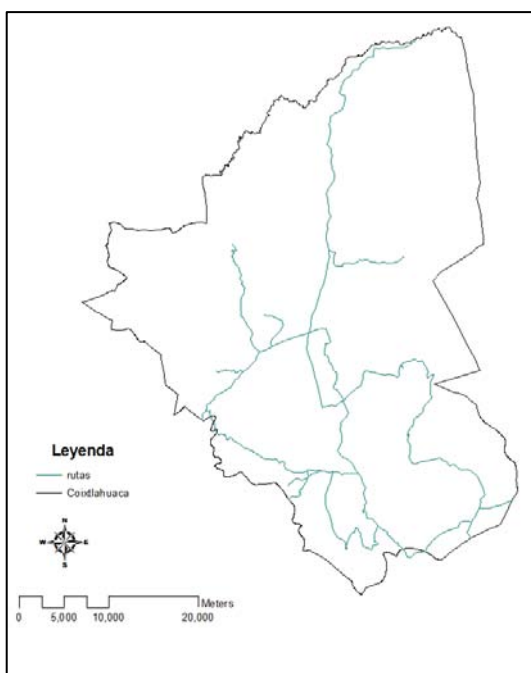 Leyenda
rutas
Coixtlahuaca
N
W E
S
Meters
0 5,000 10,000 20,000